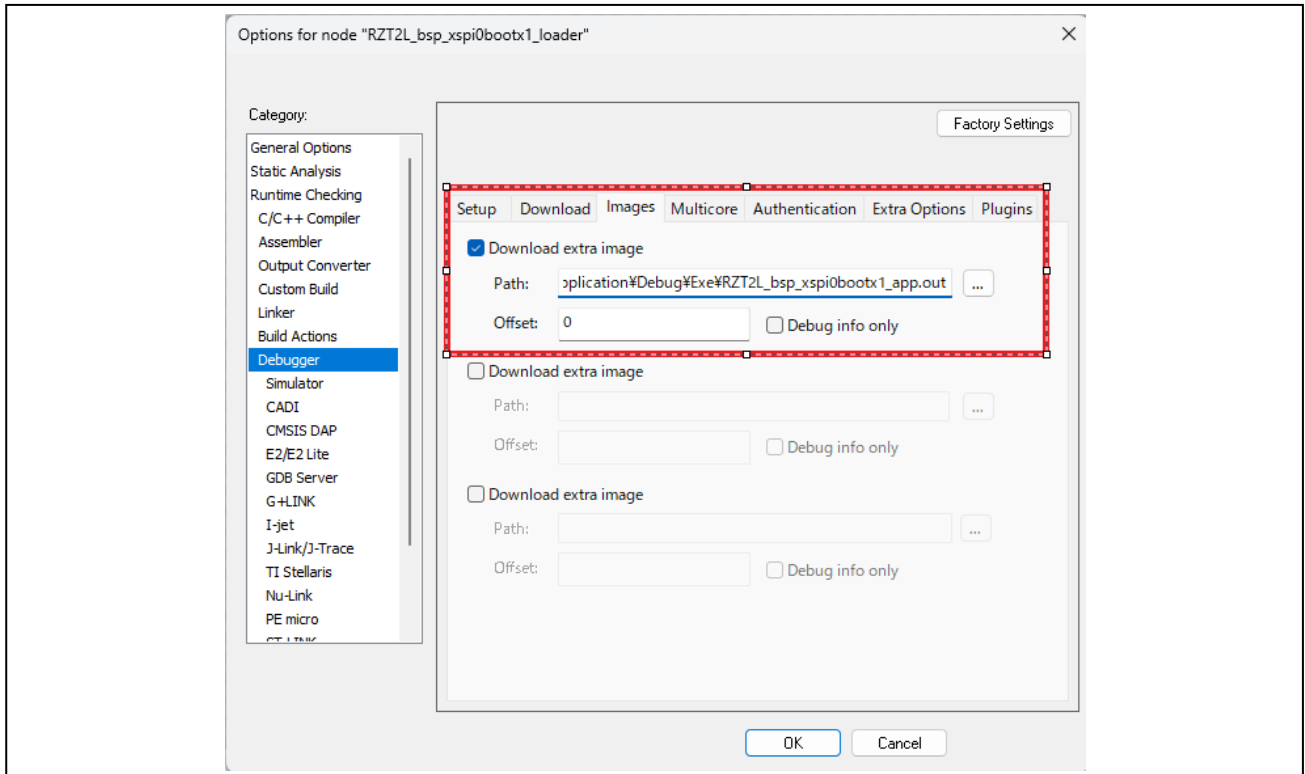 Options for node "RZT2L_bsp_xspi0bootx1_loader"
Category:
Factory Settings
General Options
Static Analysis
Runtime Checking
C/C++ Compiler
Assembler
Output Converter
Custom Build
Linker
Build Actions
Debugger
Simulator
CADI
CMSIS DAP
E2/E2 Lite
GDB Server
G+LINK
I-jet
J-Link/J-Trace
TI Stellaris
Nu-Link
PE micro
ST-LINK
Setup Download Images Multicore Authentication Extra Options Plugins
Download extra image
Path: plication¥Debug¥Exe¥RZT2L_bsp_xspi0bootx1_app.out ...
Offset: 0 Debug info only
Download extra image
Path: ...
Offset: Debug info only
Download extra image
Path: ...
Offset: Debug info only
OK Cancel